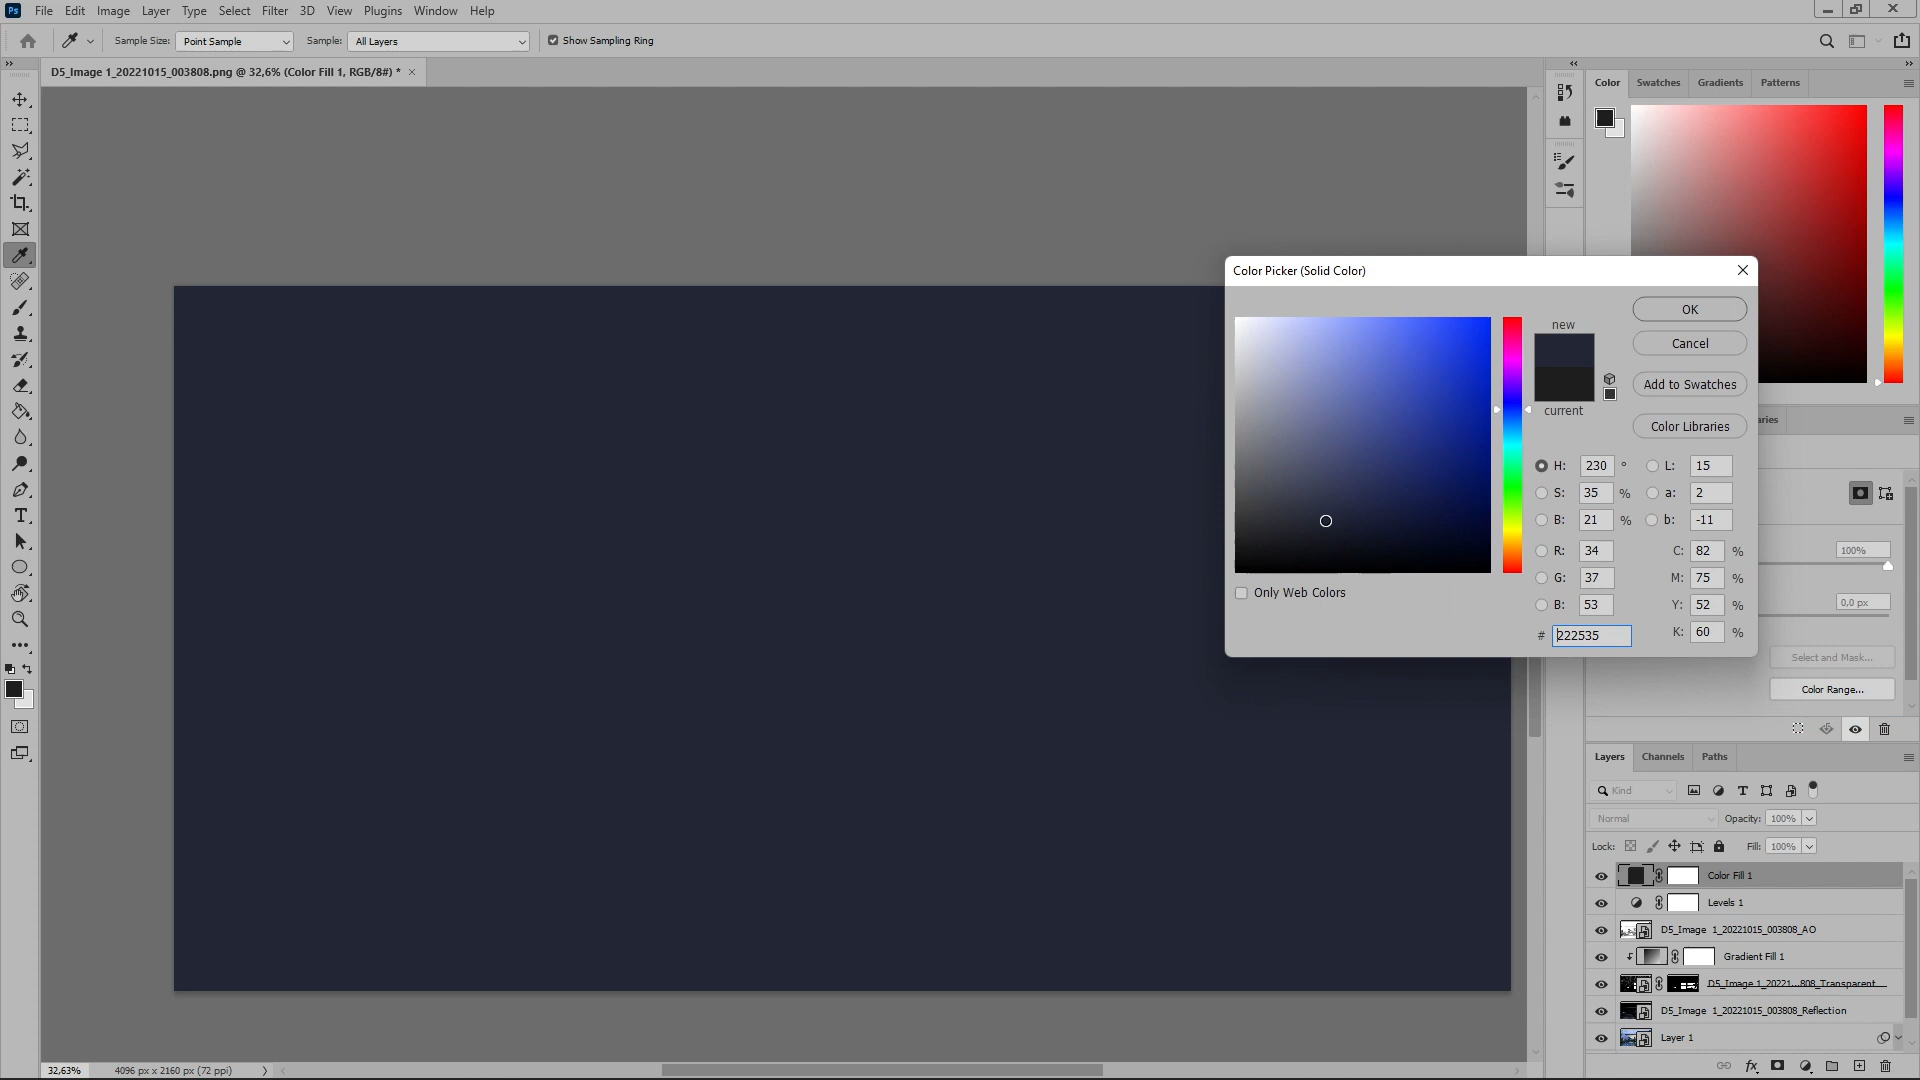 Ps File Edit Image Layer Type Select Filter 3D View Plugins Window Help
Sample Size: Point Sample Sample: All Layers Show Sampling Ring
D5_Image 1_20221015_003808.png @ 32,6% (Color Fill 1, RGB/8#) *
Color Swatches Gradients Patterns
Color Picker (Solid Color)
new
OK
Cancel
Add to Swatches
current
Color Libraries
H: 230 °
L: 15
S: 35 %
a: 2
B: 21 %
b: -11
R: 34
C: 82 %
G: 37
M: 75 %
B: 53
Y: 52 %
# 222535
K: 60 %
Only Web Colors
aries
100%
0,0 px
Select and Mask...
Color Range...
Layers Channels Paths
Kind
Normal Opacity: 100%
Lock: Fill: 100%
Color Fill 1
Levels 1
D5_Image 1_20221015_003808_AO
Gradient Fill 1
D5_Image 1_20221...808_Transparent
D5_Image 1_20221015_003808_Reflection
Layer 1
fx
32,63% 4096 px x 2160 px (72 ppi)